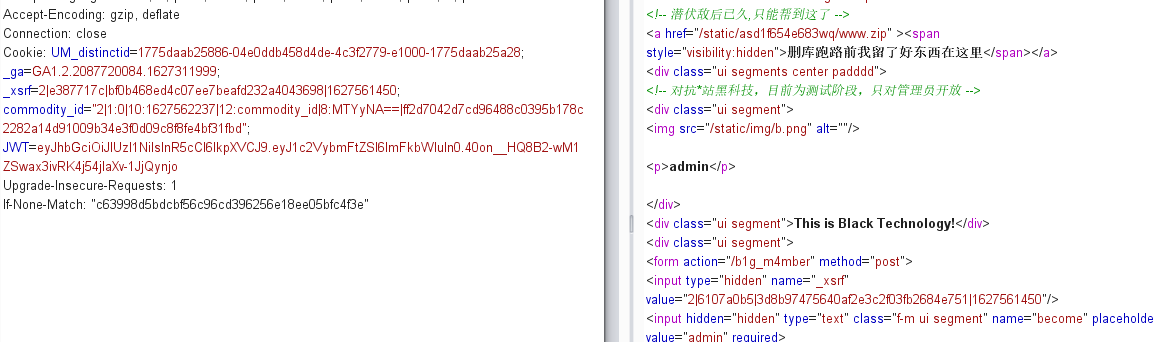 Accept-Encoding: gzip, deflate
Connection: close
Cookie: UM_distinctid=1775daab25886-04e0ddb458d4de-4c3f2779-e1000-1775daab25a28;
_ga=GA1.2.2087720084.1627311999;
_xsrf=2|e387717c|bf0b468ed4c07ee7beafd232a4043698|1627561450;
commodity_id="2|1:0|10:1627562237|12:commodity_id|8:MTYyNA==|ff2d7042d7cd96488c0395b178c
2282a14d91009b34e3f0d09c8f8fe4bf31fbd";
JWT=eyJhbGciOiJIUzI1NiIsInR5cCI6IkpXVCJ9.eyJ1c2VybmFtZSI6ImFkbWluIn0.40on__HQ8B2-wM1
ZSwax3ivRK4j54jlaXv-1JjQynjo
Upgrade-Insecure-Requests: 1
If-None-Match: "c63998d5bdcbf56c96cd396256e18ee05bfc4f3e"
<!-- 潜伏敌后已久,只能帮到这了 -->
<a href="/static/asd1f654e683wq/www.zip" ><span
style="visibility:hidden">删库跑路前我留了好东西在这里</span></a>
<div class="ui segments center padddd">
<!-- 对抗*站黑科技，目前为测试阶段，只对管理员开放 -->
<div class="ui segment">
<img src="/static/img/b.png" alt=""/>
<p>admin</p>
</div>
<div class="ui segment">This is Black Technology!</div>
<div class="ui segment">
<form action="/b1g_m4mber" method="post">
<input type="hidden" name="_xsrf"
value="2|6107a0b5|3d8b97475640af2e3c2f03fb2684e751|1627561450"/>
<input hidden="hidden" type="text" class="f-m ui segment" name="become" placeholde
value="admin" required>